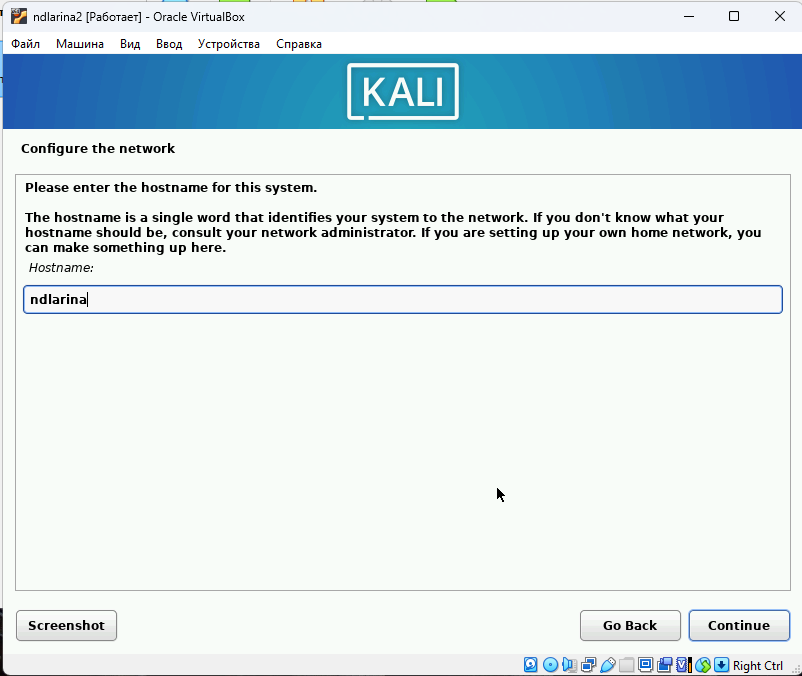 ndlarina2 [Работает] - Oracle VirtualBox
Файл Машина Вид Ввод Устройства Справка
KALI
Configure the network
Please enter the hostname for this system.
The hostname is a single word that identifies your system to the network. If you don't know what your
hostname should be, consult your network administrator. If you are setting up your own home network, you
can make something up here.
Hostname:
ndlarina
Screenshot Go Back Continue
Right Ctrl